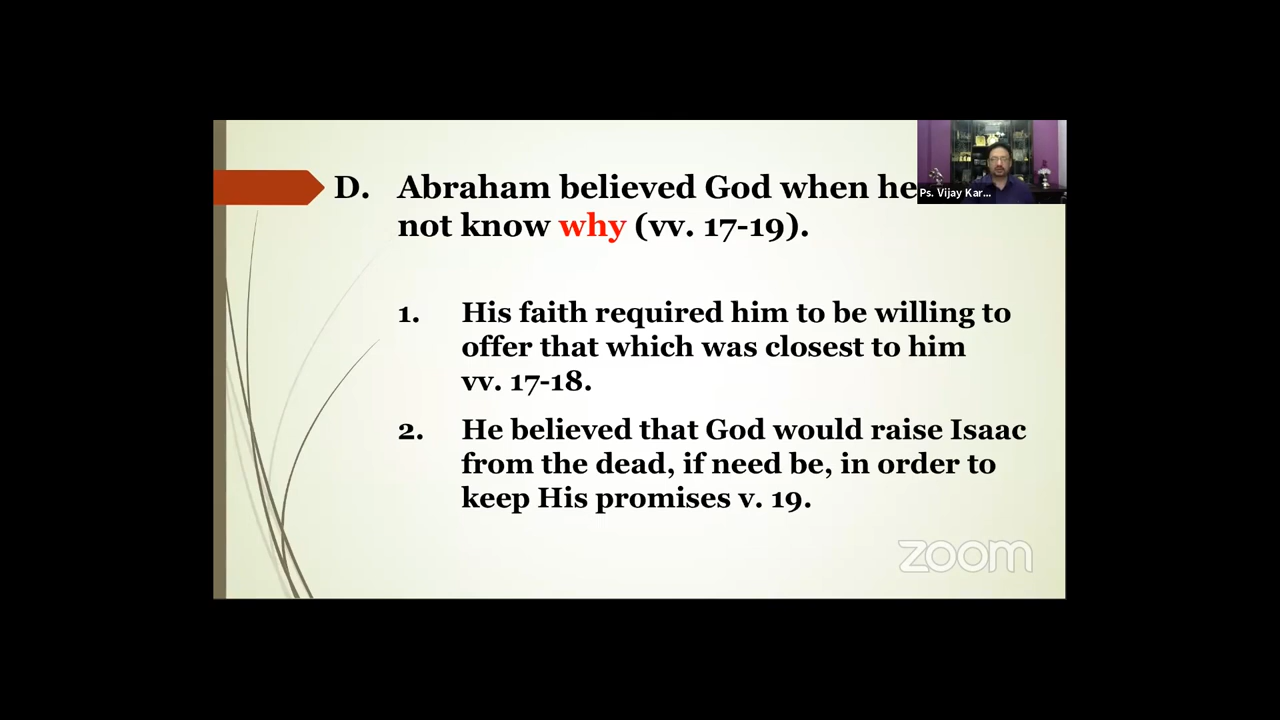 D. Abraham believed God when he
not know why (vv. 17-19).
1. His faith required him to be willing to
offer that which was closest to him
vv. 17-18.
2. He believed that God would raise Isaac
from the dead, if need be, in order to
keep His promises v. 19.
Ps. Vijay Kar...
zoom